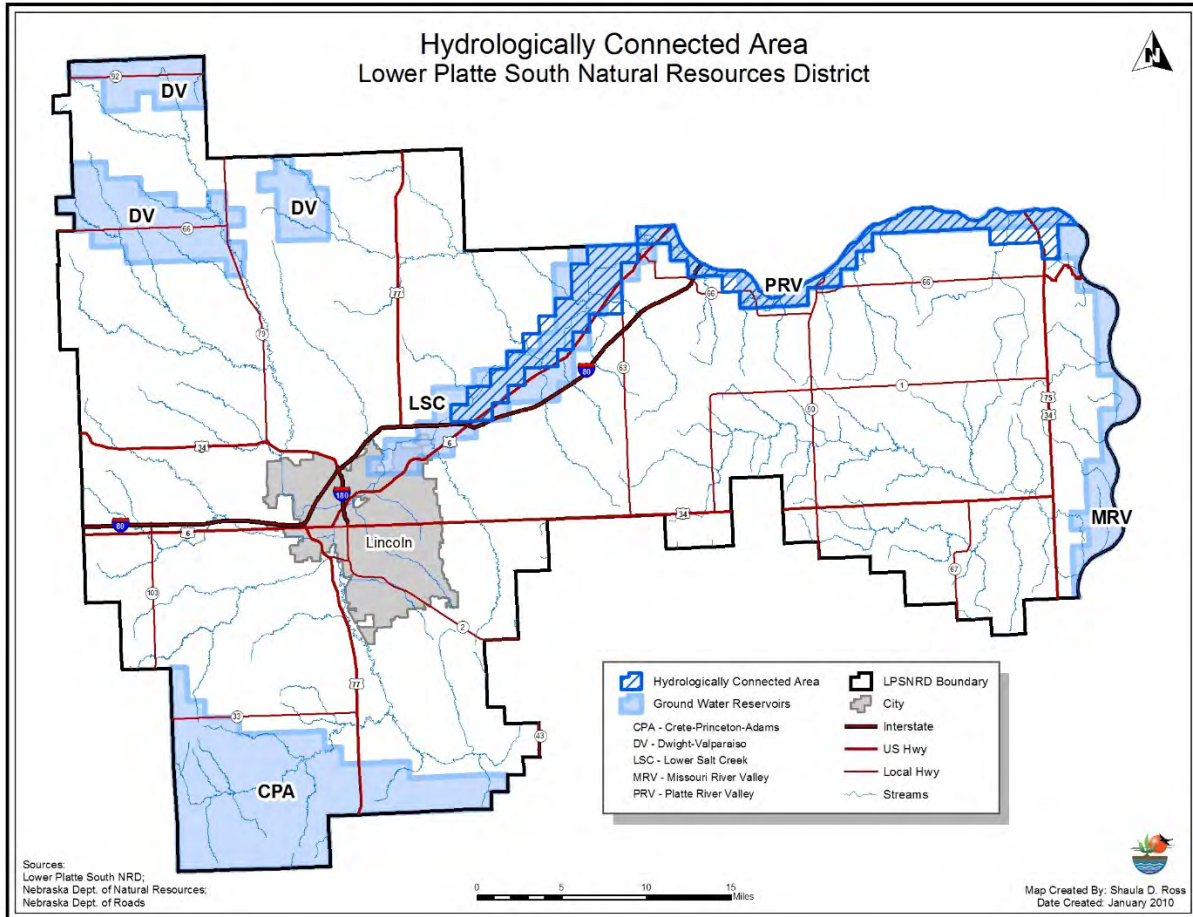 Hydrologically Connected Area
Lower Platte South Natural Resources District
N
92
DV
DV
DV
66
77
79
PRV
66
66
63
80
1
50
75
34
LSC
6
34
180
80
6
Lincoln
34
MRV
67
103
2
77
33
43
CPA
Hydrologically Connected Area
Ground Water Reservoirs
CPA - Crete-Princeton-Adams
DV - Dwight-Valparaiso
LSC - Lower Salt Creek
MRV - Missouri River Valley
PRV - Platte River Valley
LPSNRD Boundary
City
Interstate
US Hwy
Local Hwy
Streams
Sources:
Lower Platte South NRD;
Nebraska Dept. of Natural Resources;
Nebraska Dept. of Roads
0 5 10 15
Miles
Map Created By: Shaula D. Ross
Date Created: January 2010